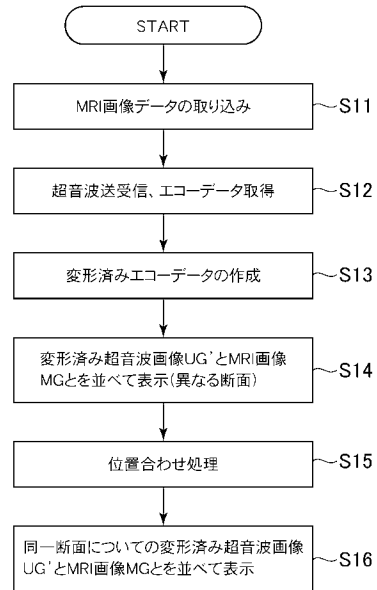 START
MRI画像データの取り込み
S11
超音波送受信、エコーデータ取得
S12
変形済みエコーデータの作成
S13
変形済み超音波画像UG'とMRI画像
MGとを並べて表示(異なる断面)
S14
位置合わせ処理
S15
同一断面についての変形済み超音波画像
UG'とMRI画像MGとを並べて表示
S16